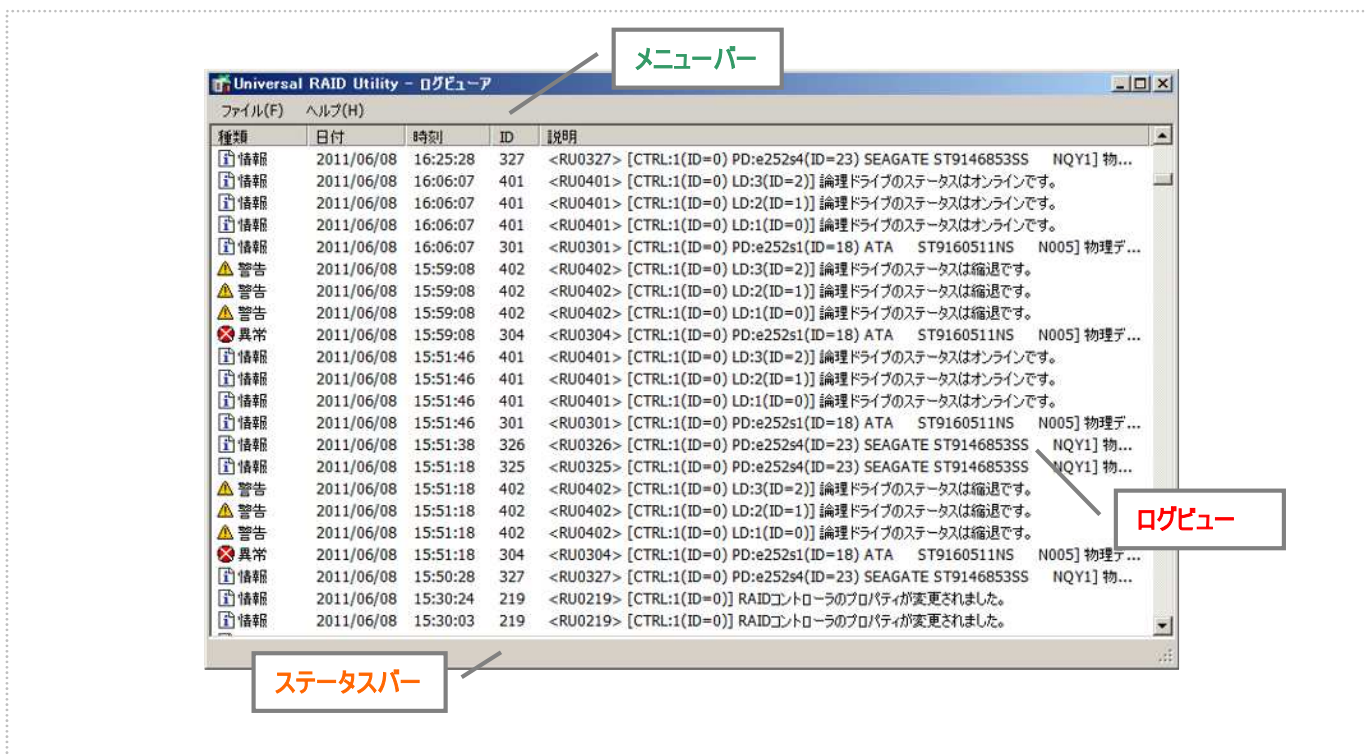 メニューバー
Universal RAID Utility - ログビューア
ファイル(F) ヘルプ(H)
種類 日付 時刻 ID 説明
情報 2011/06/08 16:25:28 327 <RU0327> [CTRL:1(ID=0) PD:e252s4(ID=23) SEAGATE ST9146853SS NQY1] 物...
情報 2011/06/08 16:06:07 401 <RU0401> [CTRL:1(ID=0) LD:3(ID=2)] 論理ドライブのステータスはオンラインです。
情報 2011/06/08 16:06:07 401 <RU0401> [CTRL:1(ID=0) LD:2(ID=1)] 論理ドライブのステータスはオンラインです。
情報 2011/06/08 16:06:07 401 <RU0401> [CTRL:1(ID=0) LD:1(ID=0)] 論理ドライブのステータスはオンラインです。
情報 2011/06/08 16:06:07 301 <RU0301> [CTRL:1(ID=0) PD:e252s1(ID=18) ATA ST9160511NS N005] 物理デ...
警告 2011/06/08 15:59:08 402 <RU0402> [CTRL:1(ID=0) LD:3(ID=2)] 論理ドライブのステータスは縮退です。
警告 2011/06/08 15:59:08 402 <RU0402> [CTRL:1(ID=0) LD:2(ID=1)] 論理ドライブのステータスは縮退です。
警告 2011/06/08 15:59:08 402 <RU0402> [CTRL:1(ID=0) LD:1(ID=0)] 論理ドライブのステータスは縮退です。
異常 2011/06/08 15:59:08 304 <RU0304> [CTRL:1(ID=0) PD:e252s1(ID=18) ATA ST9160511NS N005] 物理デ...
情報 2011/06/08 15:51:46 401 <RU0401> [CTRL:1(ID=0) LD:3(ID=2)] 論理ドライブのステータスはオンラインです。
情報 2011/06/08 15:51:46 401 <RU0401> [CTRL:1(ID=0) LD:2(ID=1)] 論理ドライブのステータスはオンラインです。
情報 2011/06/08 15:51:46 401 <RU0401> [CTRL:1(ID=0) LD:1(ID=0)] 論理ドライブのステータスはオンラインです。
情報 2011/06/08 15:51:46 301 <RU0301> [CTRL:1(ID=0) PD:e252s1(ID=18) ATA ST9160511NS N005] 物理デ...
情報 2011/06/08 15:51:38 326 <RU0326> [CTRL:1(ID=0) PD:e252s4(ID=23) SEAGATE ST9146853SS NQY1] 物...
情報 2011/06/08 15:51:18 325 <RU0325> [CTRL:1(ID=0) PD:e252s4(ID=23) SEAGATE ST9146853SS NQY1] 物...
警告 2011/06/08 15:51:18 402 <RU0402> [CTRL:1(ID=0) LD:3(ID=2)] 論理ドライブのステータスは縮退です。
警告 2011/06/08 15:51:18 402 <RU0402> [CTRL:1(ID=0) LD:2(ID=1)] 論理ドライブのステータスは縮退です。
警告 2011/06/08 15:51:18 402 <RU0402> [CTRL:1(ID=0) LD:1(ID=0)] 論理ドライブのステータスは縮退です。
異常 2011/06/08 15:51:18 304 <RU0304> [CTRL:1(ID=0) PD:e252s1(ID=18) ATA ST9160511NS N005] 物理デ...
情報 2011/06/08 15:50:28 327 <RU0327> [CTRL:1(ID=0) PD:e252s4(ID=23) SEAGATE ST9146853SS NQY1] 物...
情報 2011/06/08 15:30:24 219 <RU0219> [CTRL:1(ID=0)] RAIDコントローラのプロパティが変更されました。
情報 2011/06/08 15:30:03 219 <RU0219> [CTRL:1(ID=0)] RAIDコントローラのプロパティが変更されました。
ログビュー
ステータスバー